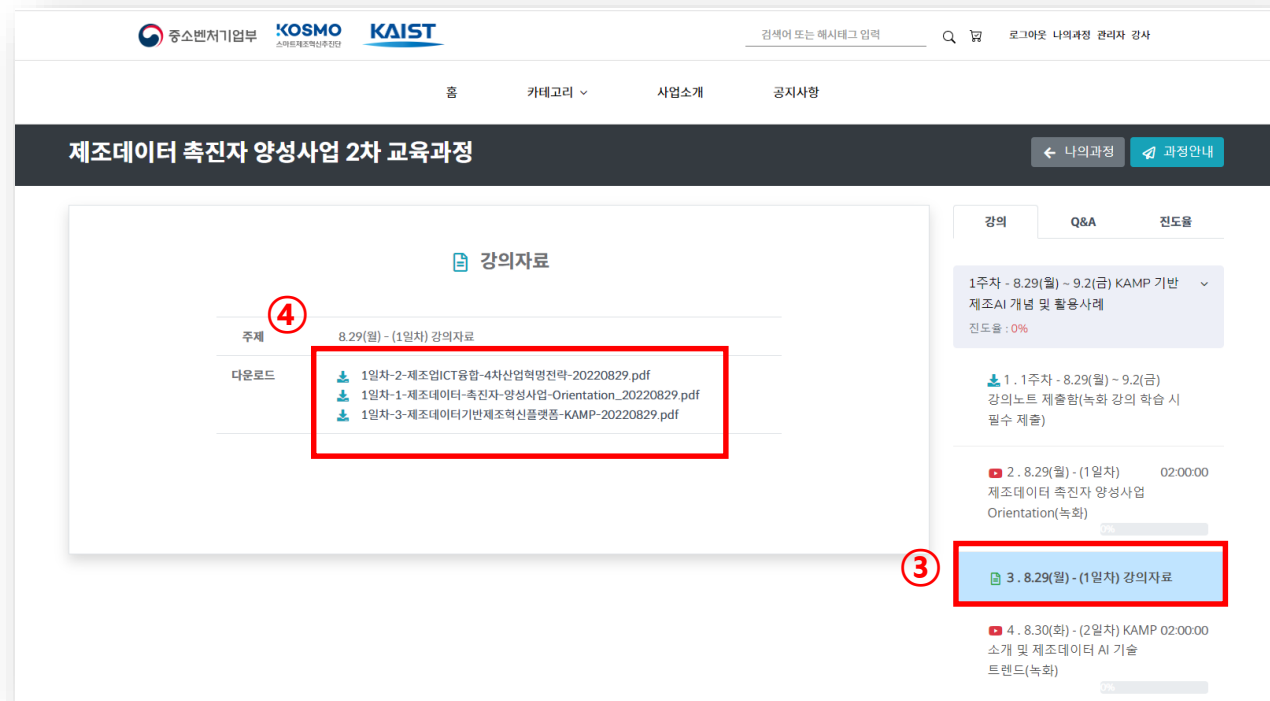 중소벤처기업부
KOSMO
스마트제조혁신추진단
KAIST
검색어 또는 해시태그 입력
로그아웃 나의과정 관리자 강사
홈 카테고리 사업소개 공지사항
제조데이터 촉진자 양성사업 2차 교육과정
나의과정
과정안내
강의자료
④
주제 8.29(월) - (1일차) 강의자료
다운로드 1일차-2-제조업ICT융합-4차산업혁명전략-20220829.pdf
1일차-1-제조데이터-촉진자-양성사업-Orientation_20220829.pdf
1일차-3-제조데이터기반제조혁신플랫폼-KAMP-20220829.pdf
강의 Q&A 진도율
1주차 - 8.29(월) ~ 9.2(금) KAMP 기반
제조AI 개념 및 활용사례
진도율 : 0%
1 . 1주차 - 8.29(월) ~ 9.2(금)
강의노트 제출함(녹화 강의 학습 시
필수 제출)
2 . 8.29(월) - (1일차) 02:00:00
제조데이터 촉진자 양성사업
Orientation(녹화)
0%
③
3 . 8.29(월) - (1일차) 강의자료
4 . 8.30(화) - (2일차) KAMP 02:00:00
소개 및 제조데이터 AI 기술
트렌드(녹화)
0%